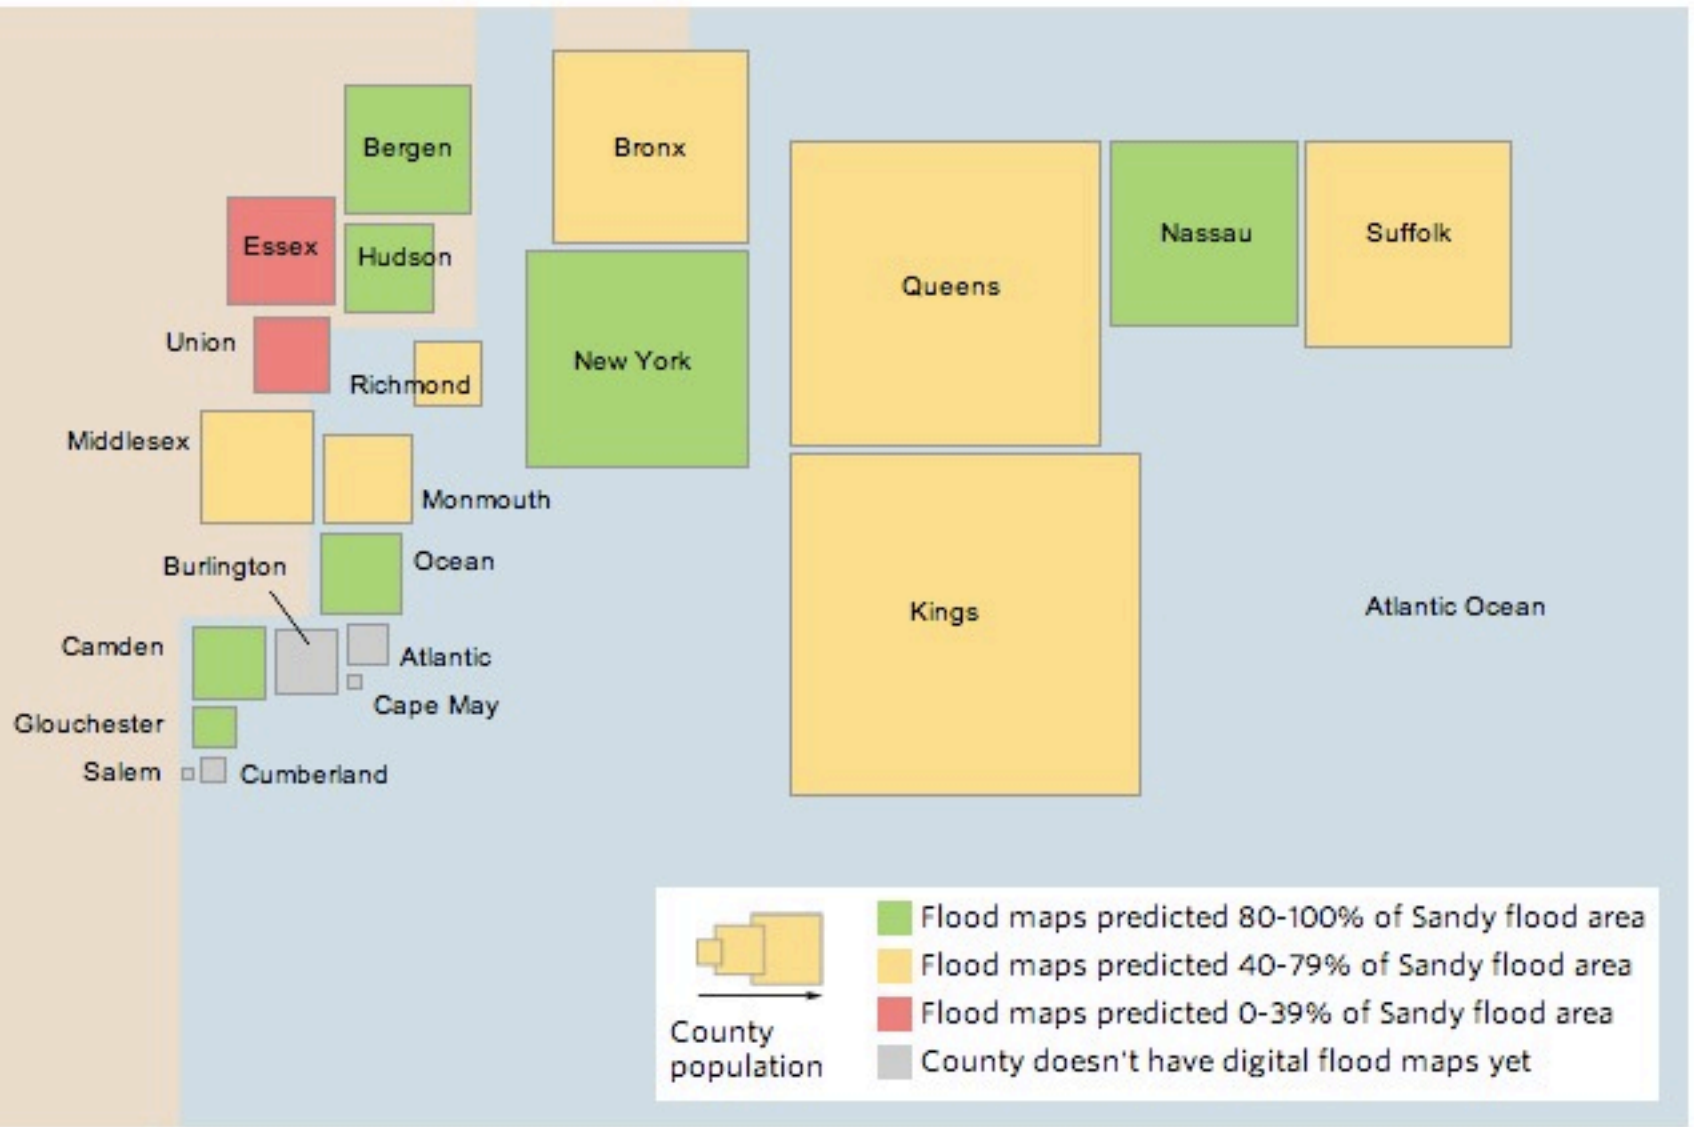 Bergen
Bronx
Queens
Nassau
Suffolk
Essex
Hudson
Union
Richmond
New York
Middlesex
Monmouth
Burlington
Ocean
Kings
Atlantic Ocean
Camden
Atlantic
Cape May
Glouchester
Salem
Cumberland
County
population
Flood maps predicted 80-100% of Sandy flood area
Flood maps predicted 40-79% of Sandy flood area
Flood maps predicted 0-39% of Sandy flood area
County doesn't have digital flood maps yet